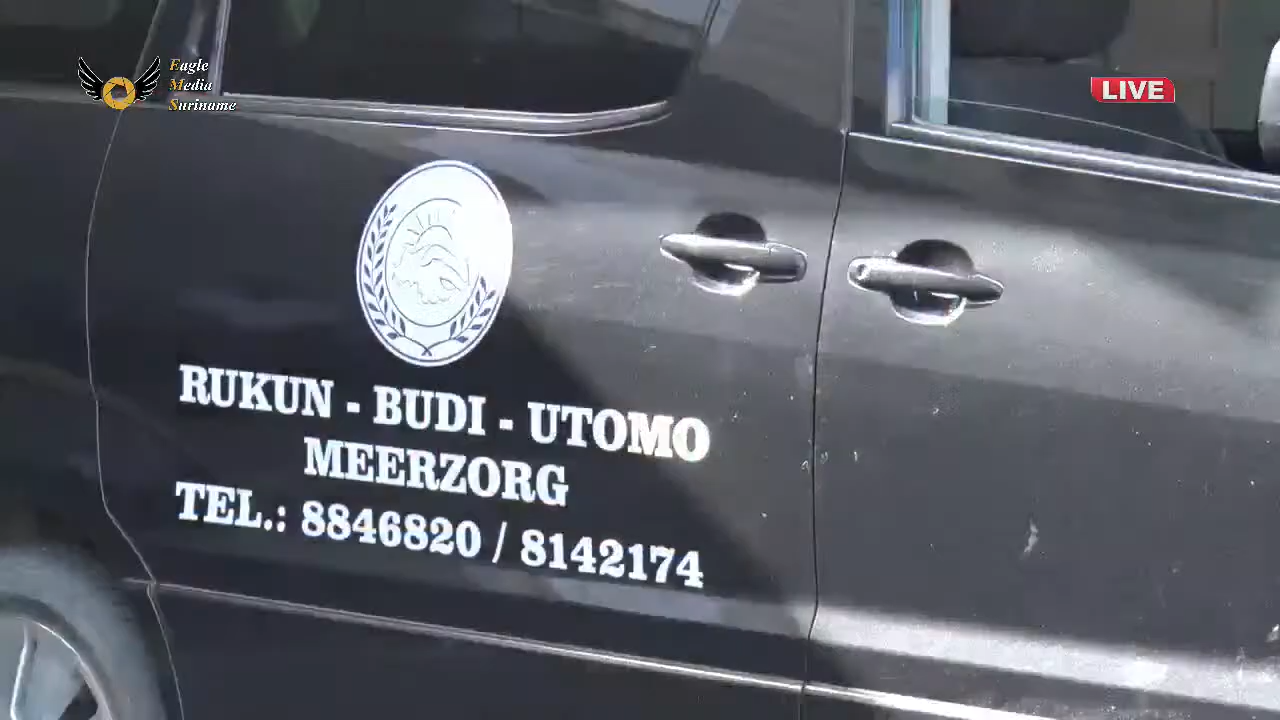 Eagle
Media
Suriname
LIVE
RUKUN - BUDI - UTOMO
MEERZORG
TEL.: 8846820 / 8142174